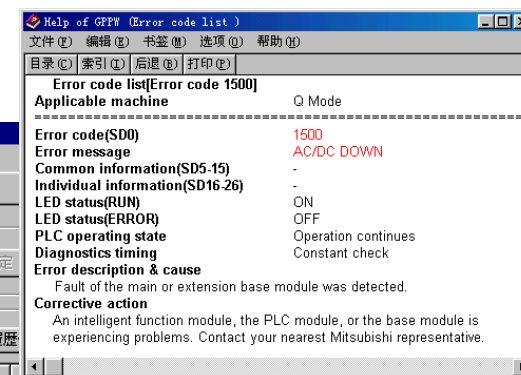 Help of GPPW (Error code list )
文件(F) 编辑(E) 书签(M) 选项(O) 帮助(H)
目录(C) 索引(I) 后退(B) 打印(P)
Error code list[Error code 1500]
Applicable machine Q Mode
Error code(SD0) 1500
Error message AC/DC DOWN
Common information(SD5-15) -
Individual information(SD16-26) -
LED status(RUN) ON
LED status(ERROR) OFF
PLC operating state Operation continues
Diagnostics timing Constant check
Error description & cause
Fault of the main or extension base module was detected.
Corrective action
An intelligent function module, the PLC module, or the base module is
experiencing problems. Contact your nearest Mitsubishi representative.
定
歴